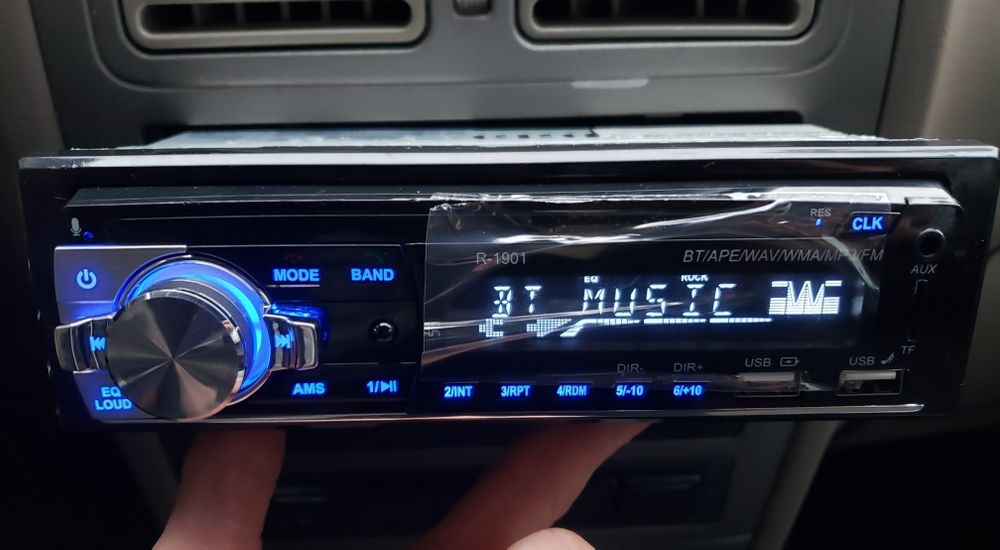 RES
CLK
R-1901
BT/APE/WAV/WMA/MP3/FM
AUX
MODE
BAND
EQ
ROCK
BT MUSIC
TF
DIR-
DIR+
USB
USB
EQ
LOUD
AMS
1/
2/INT
3/RPT
4/RDM
5/-10
6/+10